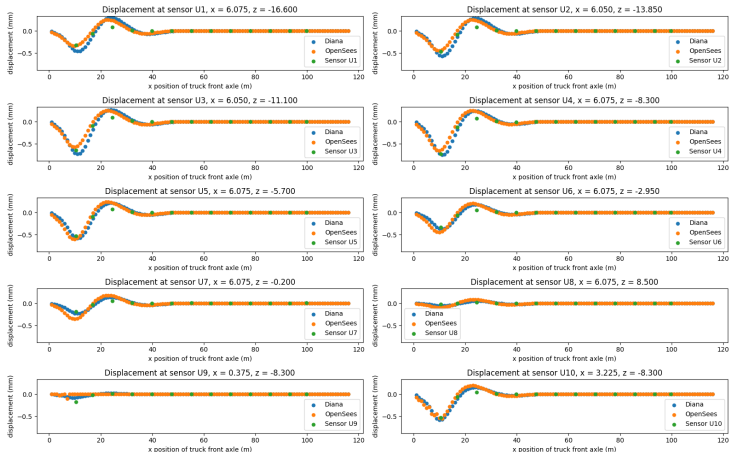 Displacement at sensor U1, x = 6.075, z = -16.600
displacement (mm)
0.0
−0.5
Diana
OpenSees
Sensor U1
0 20 40 60 80 100 120
x position of truck front axle (m)
Displacement at sensor U2, x = 6.050, z = -13.850
displacement (mm)
0.0
−0.5
Diana
OpenSees
Sensor U2
0 20 40 60 80 100 120
x position of truck front axle (m)
Displacement at sensor U3, x = 6.050, z = -11.100
displacement (mm)
0.0
−0.5
Diana
OpenSees
Sensor U3
0 20 40 60 80 100 120
x position of truck front axle (m)
Displacement at sensor U4, x = 6.075, z = -8.300
displacement (mm)
0.0
−0.5
Diana
OpenSees
Sensor U4
0 20 40 60 80 100 120
x position of truck front axle (m)
Displacement at sensor U5, x = 6.075, z = -5.700
displacement (mm)
0.0
−0.5
Diana
OpenSees
Sensor U5
0 20 40 60 80 100 120
x position of truck front axle (m)
Displacement at sensor U6, x = 6.075, z = -2.950
displacement (mm)
0.0
−0.5
Diana
OpenSees
Sensor U6
0 20 40 60 80 100 120
x position of truck front axle (m)
Displacement at sensor U7, x = 6.075, z = -0.200
displacement (mm)
0.0
−0.5
Diana
OpenSees
Sensor U7
0 20 40 60 80 100 120
x position of truck front axle (m)
Displacement at sensor U8, x = 6.075, z = 8.500
displacement (mm)
0.0
−0.5
Diana
OpenSees
Sensor U8
0 20 40 60 80 100 120
x position of truck front axle (m)
Displacement at sensor U9, x = 0.375, z = -8.300
displacement (mm)
0.0
−0.5
Diana
OpenSees
Sensor U9
0 20 40 60 80 100 120
x position of truck front axle (m)
Displacement at sensor U10, x = 3.225, z = -8.300
displacement (mm)
0.0
−0.5
Diana
OpenSees
Sensor U10
0 20 40 60 80 100 120
x position of truck front axle (m)